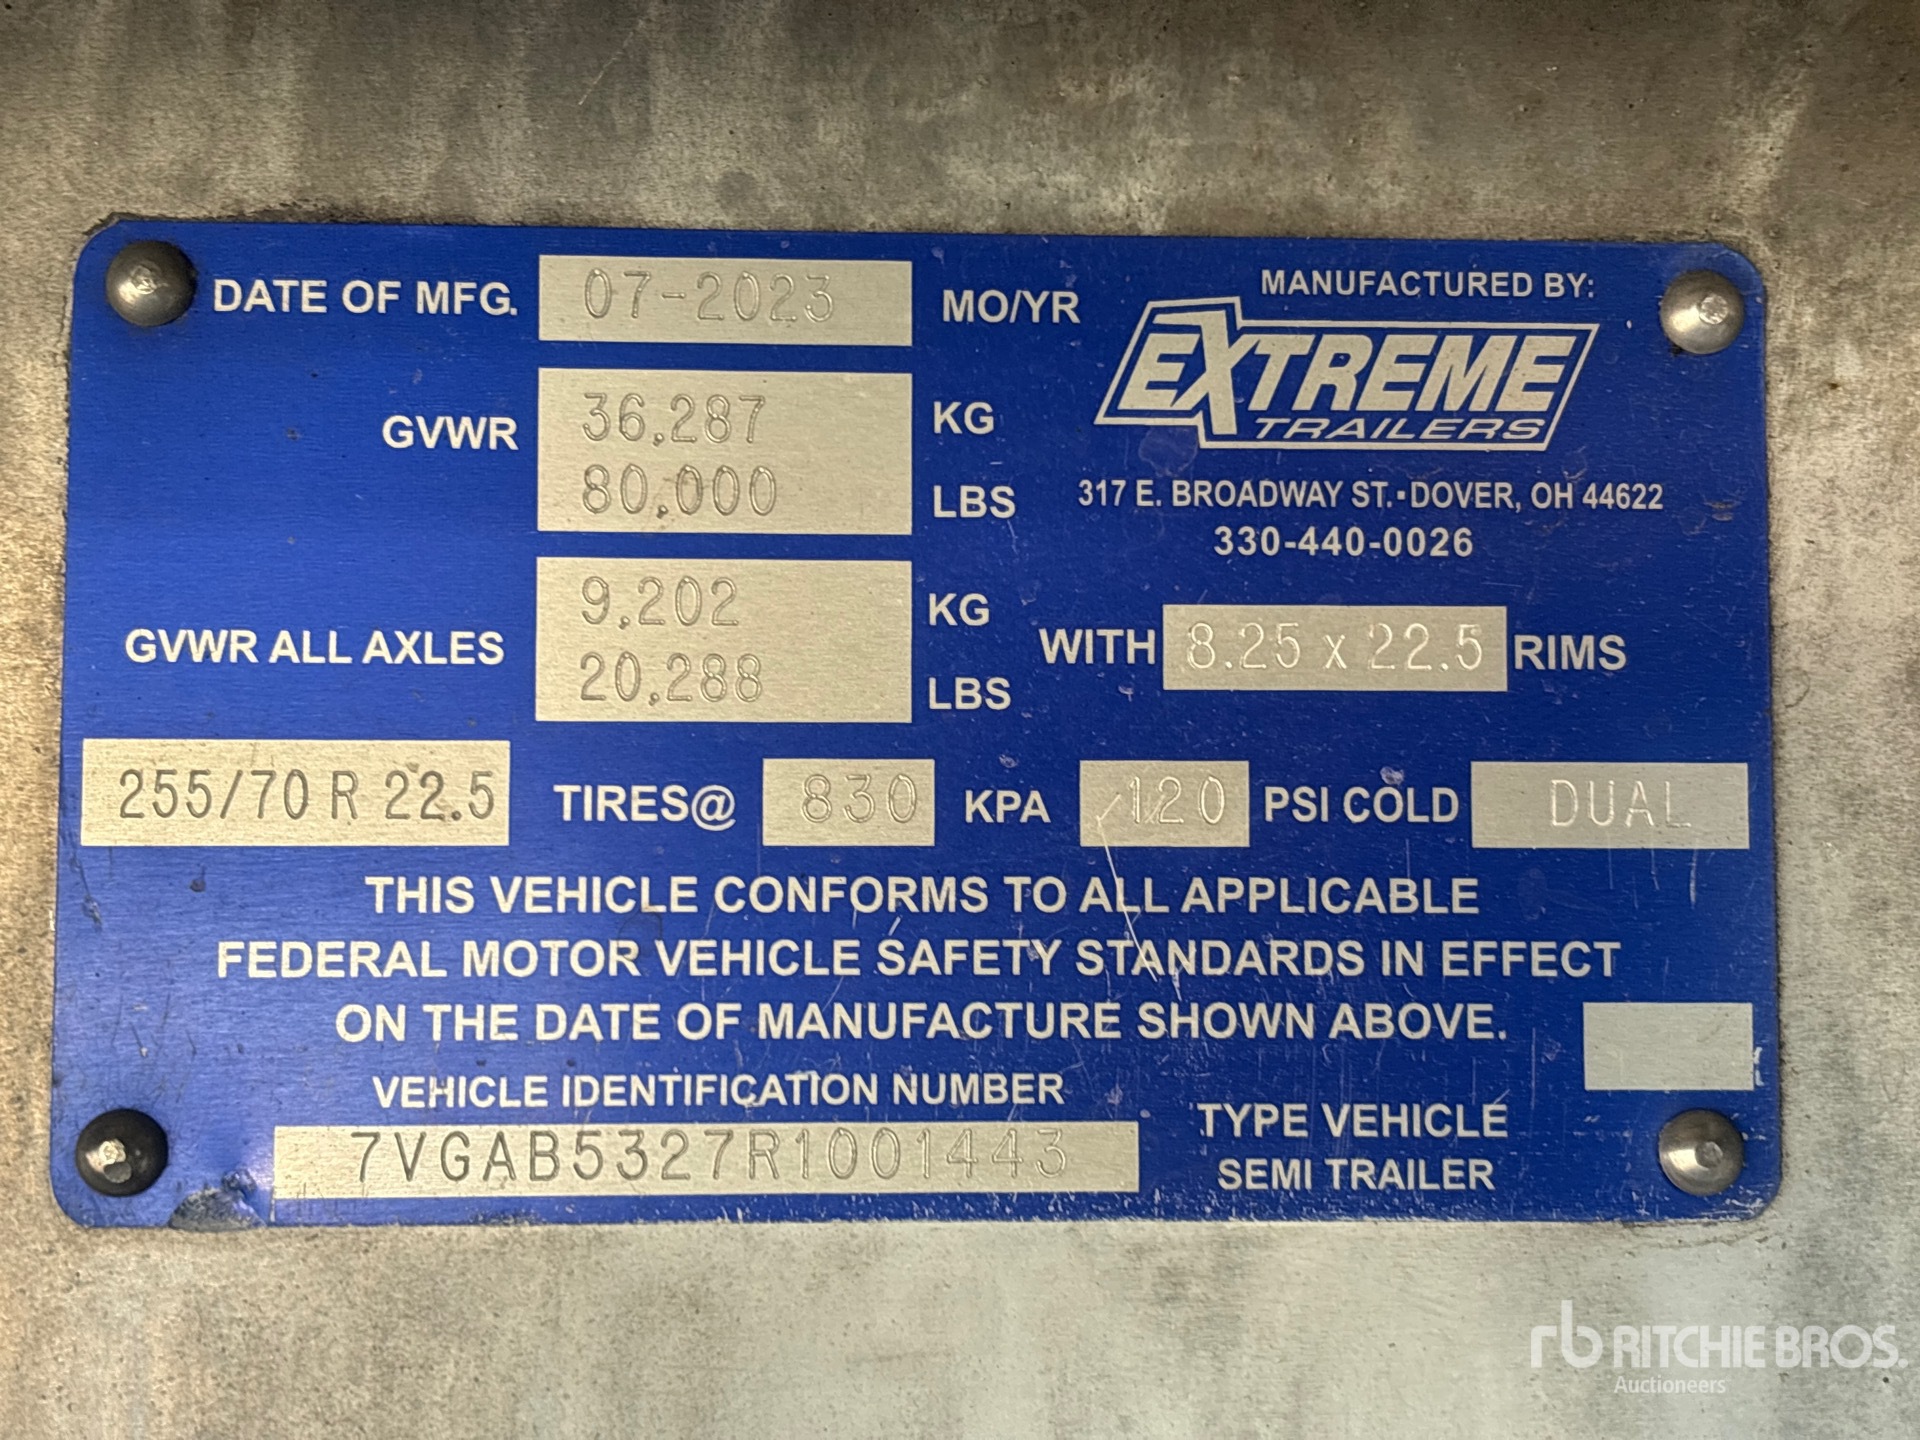 DATE OF MFG. 07-2023 MO/YR
MANUFACTURED BY:
EXTREME
TRAILERS
317 E. BROADWAY ST.▪DOVER, OH 44622
330-440-0026
GVWR 36,287 KG
80,000 LBS
GVWR ALL AXLES 9,202 KG
20,288 LBS
WITH 8.25 x 22.5 RIMS
255/70 R 22.5 TIRES@ 830 KPA 120 PSI COLD DUAL
THIS VEHICLE CONFORMS TO ALL APPLICABLE
FEDERAL MOTOR VEHICLE SAFETY STANDARDS IN EFFECT
ON THE DATE OF MANUFACTURE SHOWN ABOVE.
VEHICLE IDENTIFICATION NUMBER
7VGAB5327R1001443
TYPE VEHICLE
SEMI TRAILER
rb RITCHIE BROS.
Auctioneers